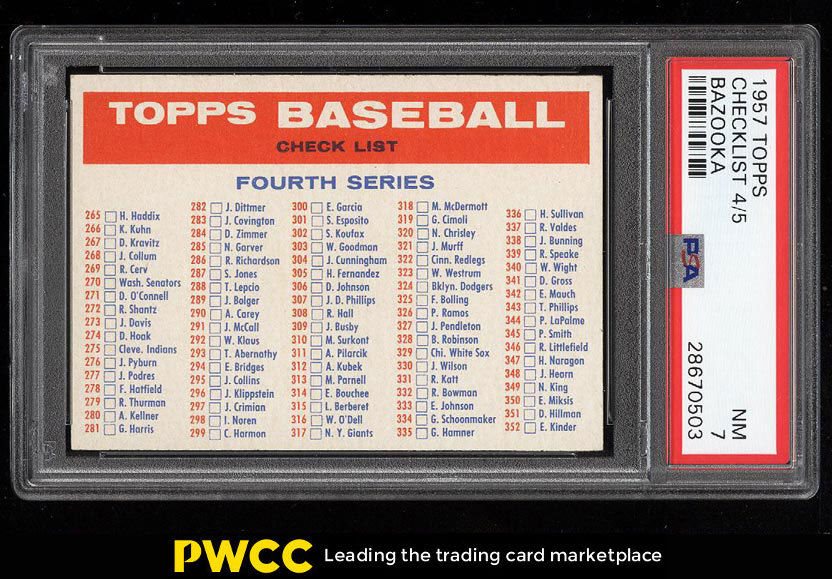 TOPPS BASEBALL
CHECK LIST
FOURTH SERIES
265 H. Haddix
266 K. Kuhn
267 D. Kravitz
268 J. Collum
269 R. Cerv
270 Wash. Senators
271 D. O'Connell
272 R. Shantz
273 J. Davis
274 D. Hoak
275 Cleve. Indians
276 J. Pyburn
277 J. Podres
278 F. Hatfield
279 R. Thurman
280 A. Kellner
281 G. Harris
282 J. Dittmer
283 J. Covington
284 D. Zimmer
285 N. Garver
286 R. Richardson
287 S. Jones
288 T. Lepcio
289 J. Bolger
290 A. Carey
291 J. McCall
292 W. Klaus
293 T. Abernathy
294 E. Bridges
295 J. Collins
296 T. Klippstein
297 J. Crimian
298 I. Noren
299 C. Harmon
300 E. Garcia
301 S. Esposito
302 S. Koufax
303 W. Goodman
304 J. Cunningham
305 H. Fernandez
306 D. Johnson
307 J. D. Phillips
308 R. Hall
309 J. Busby
310 M. Surkont
311 A. Pilarcik
312 A. Kubek
313 M. Parnell
314 E. Bouchee
315 L. Berberet
316 W. O'Dell
317 N. Y. Giants
318 M. McDermott
319 G. Cimoli
320 N. Chrisley
321 J. Murff
322 Cinn. Redlegs
323 W. Westrum
324 Bklyn. Dodgers
325 F. Bolling
326 P. Ramos
327 J. Pendleton
328 B. Robinson
329 Chi. White Sox
330 J. Wilson
331 R. Katt
332 R. Bowman
333 E. Johnson
334 G. Schoonmaker
335 G. Hamner
336 H. Sullivan
337 R. Valdes
338 J. Bunning
339 R. Speake
340 W. Wight
341 D. Gross
342 E. Mauch
343 T. Phillips
344 P. LaPalme
345 P. Smith
346 R. Littlefield
347 H. Naragon
348 J. Hearn
349 N. King
350 E. Miksis
351 D. Hillman
352 E. Kinder
1957 TOPPS
CHECKLIST 4/5
BAZOOKA
PSA
NM
7
28670503
PWCC Leading the trading card marketplace